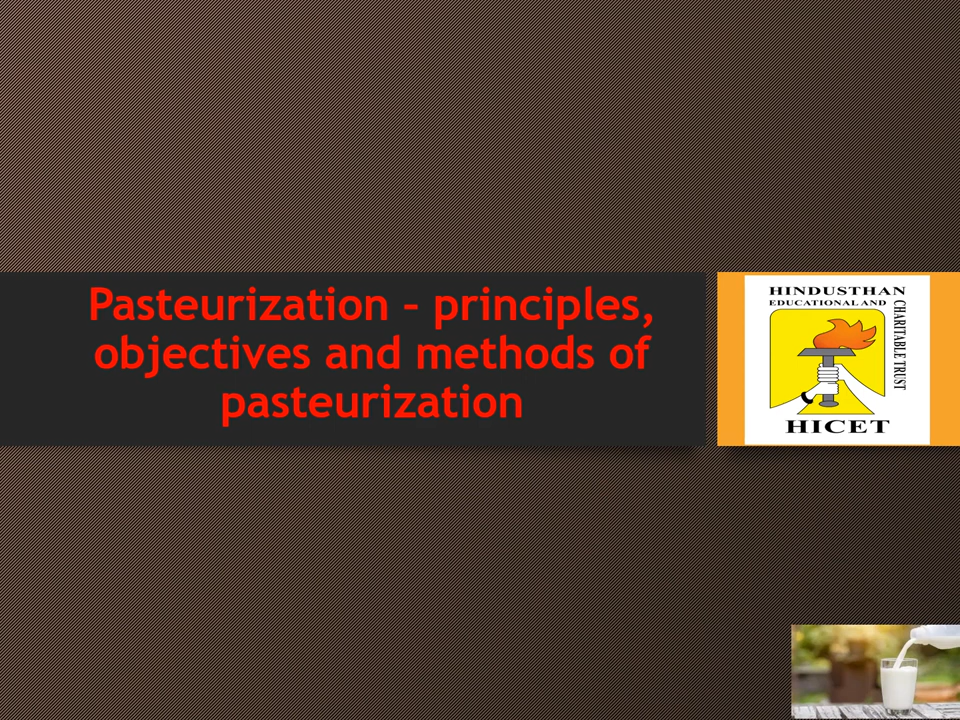 Pasteurization – principles,
objectives and methods of
pasteurization
HINDUSTHAN
EDUCATIONAL AND
CHARITABLE TRUST
HICET